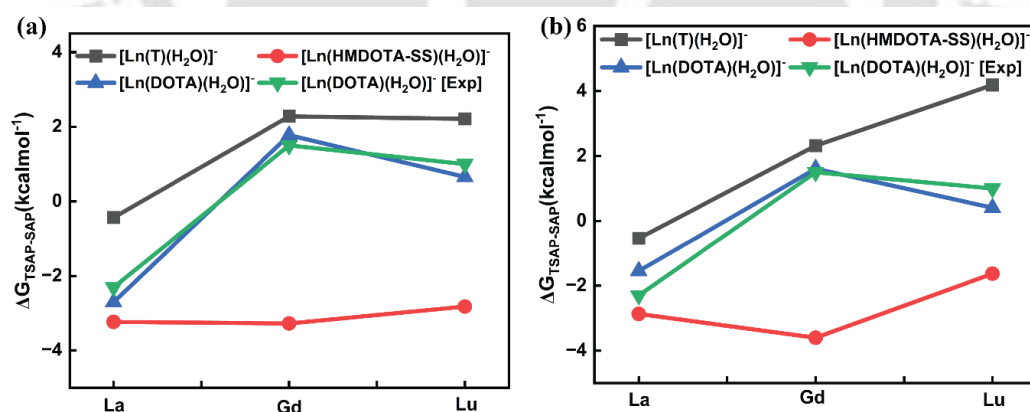 (a)
[Ln(T)(H₂O)]⁻ [Ln(HMDOTA-SS)(H₂O)]⁻
[Ln(DOTA)(H₂O)]⁻ [Ln(DOTA)(H₂O)]⁻ [Exp]
4
2
0
−2
−4
ΔG_TSAP-SAP(kcalmol⁻¹)
La Gd Lu
(b)
[Ln(T)(H₂O)]⁻ [Ln(HMDOTA-SS)(H₂O)]⁻
[Ln(DOTA)(H₂O)]⁻ [Ln(DOTA)(H₂O)]⁻ [Exp]
6
4
2
0
−2
−4
ΔG_TSAP-SAP(kcalmol⁻¹)
La Gd Lu